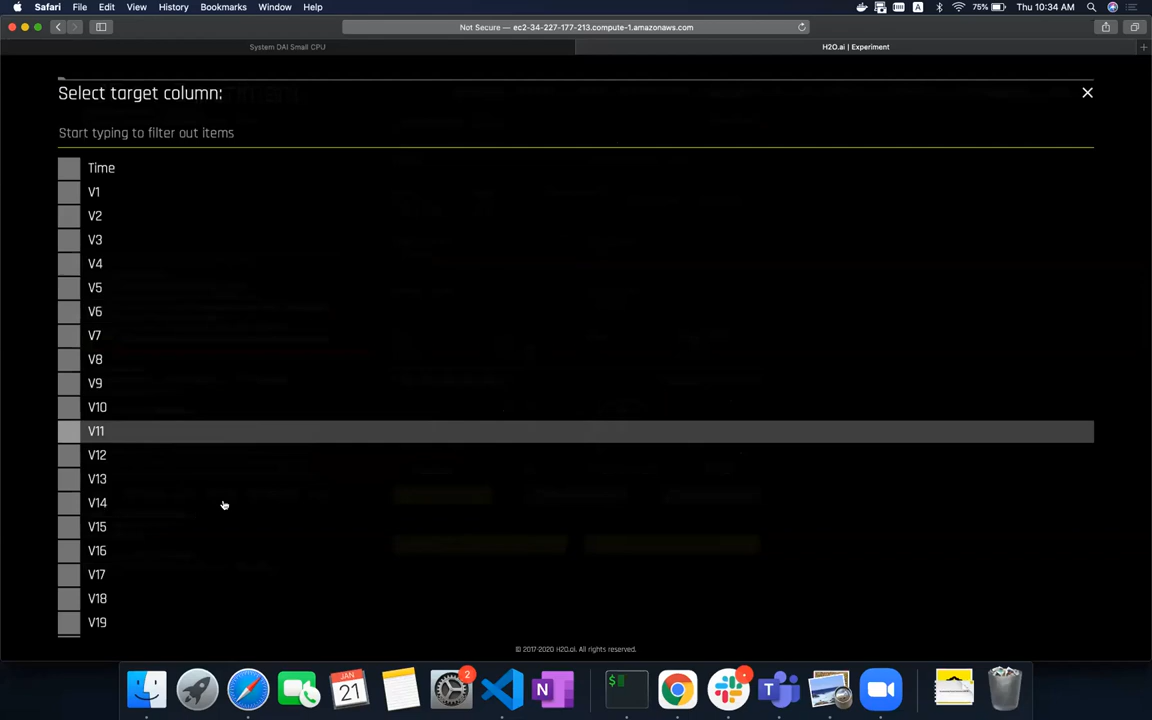 Safari File Edit View History Bookmarks Window Help 75% Thu 10:34 AM
Not Secure — ec2-34-227-177-213.compute-1.amazonaws.com
System DAI Small CPU H2O.ai | Experiment
Select target column:
Start typing to filter out items
Time
V1
V2
V3
V4
V5
V6
V7
V8
V9
V10
V11
V12
V13
V14
V15
V16
V17
V18
V19
© 2017-2020 H2O.ai. All rights reserved.
JAN
21
2
N
$
T